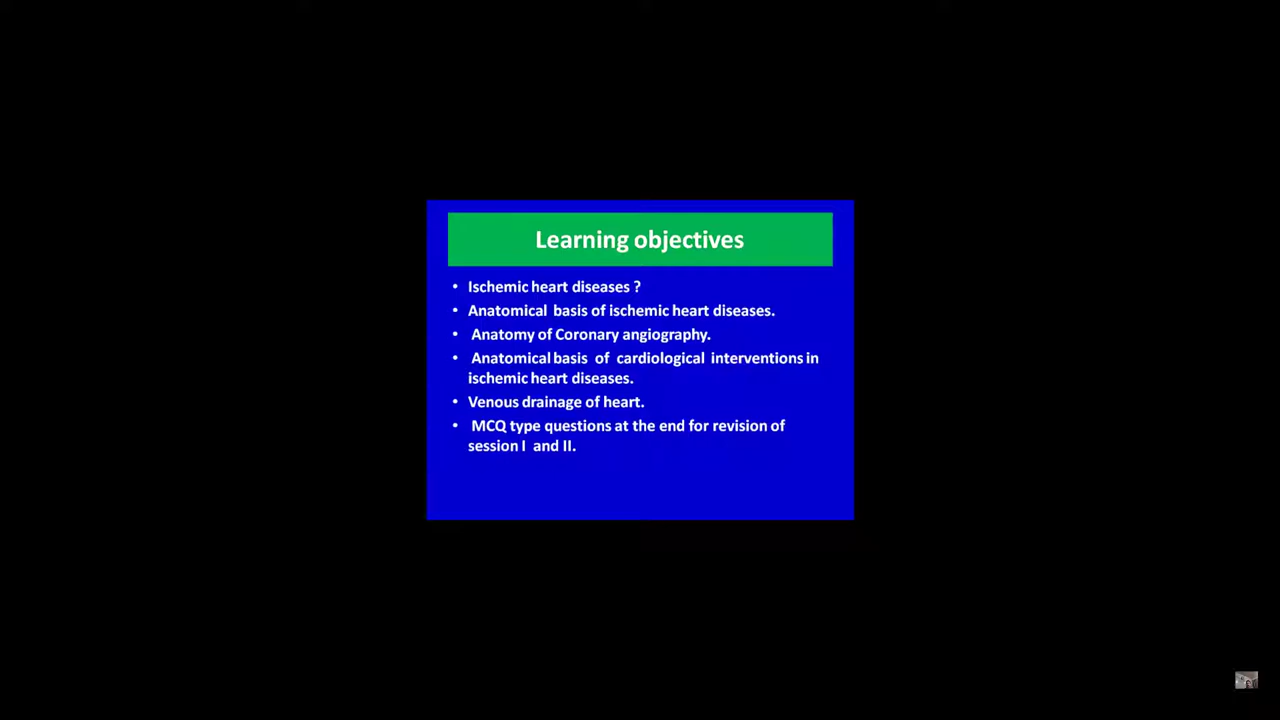 Learning objectives
• Ischemic heart diseases ?
• Anatomical basis of ischemic heart diseases.
• Anatomy of Coronary angiography.
• Anatomical basis of cardiological interventions in
ischemic heart diseases.
• Venous drainage of heart.
• MCQ type questions at the end for revision of
session I and II.